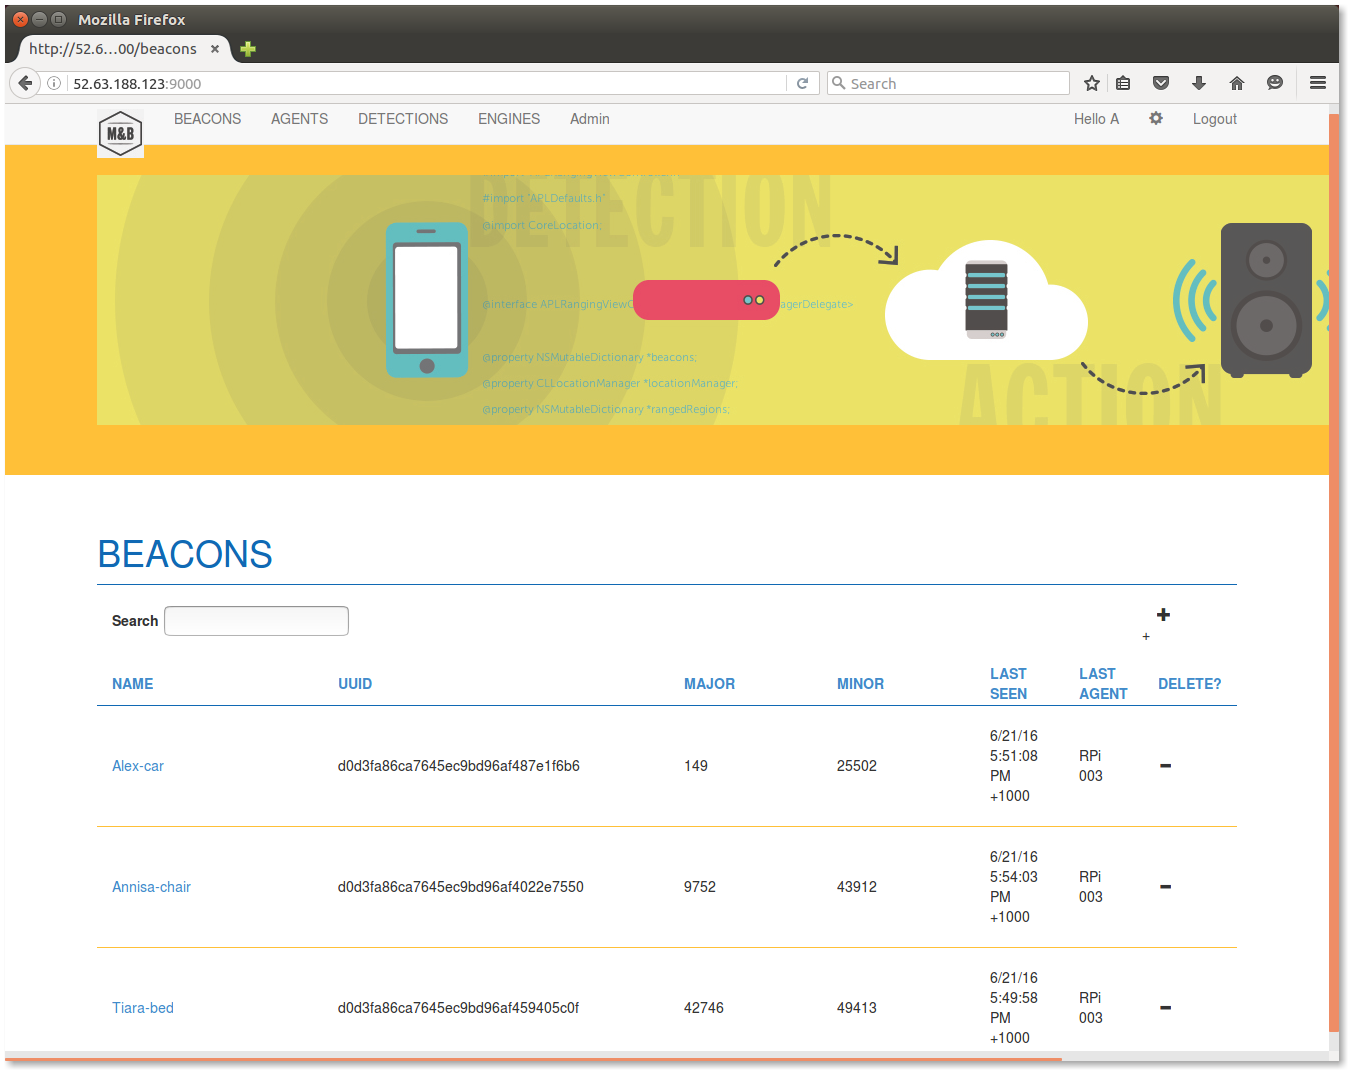 Mozilla Firefox
http://52.6...00/beacons
52.63.188.123:9000
Search
M&B
BEACONS AGENTS DETECTIONS ENGINES Admin Hello A Logout
DETECTION
#import "APLDefaults.h"
@import CoreLocation;
@interface APLRangingViewC
agerDelegate>
@property NSMutableDictionary *beacons;
@property CLLocationManager *locationManager;
@property NSMutableDictionary *rangedRegions;
ACTION
BEACONS
Search
+
NAME UUID MAJOR MINOR LAST SEEN LAST AGENT DELETE?
Alex-car d0d3fa86ca7645ec9bd96af487e1f6b6 149 25502 6/21/16 5:51:08 PM +1000 RPi 003
Annisa-chair d0d3fa86ca7645ec9bd96af4022e7550 9752 43912 6/21/16 5:54:03 PM +1000 RPi 003
Tiara-bed d0d3fa86ca7645ec9bd96af459405c0f 42746 49413 6/21/16 5:49:58 PM +1000 RPi 003